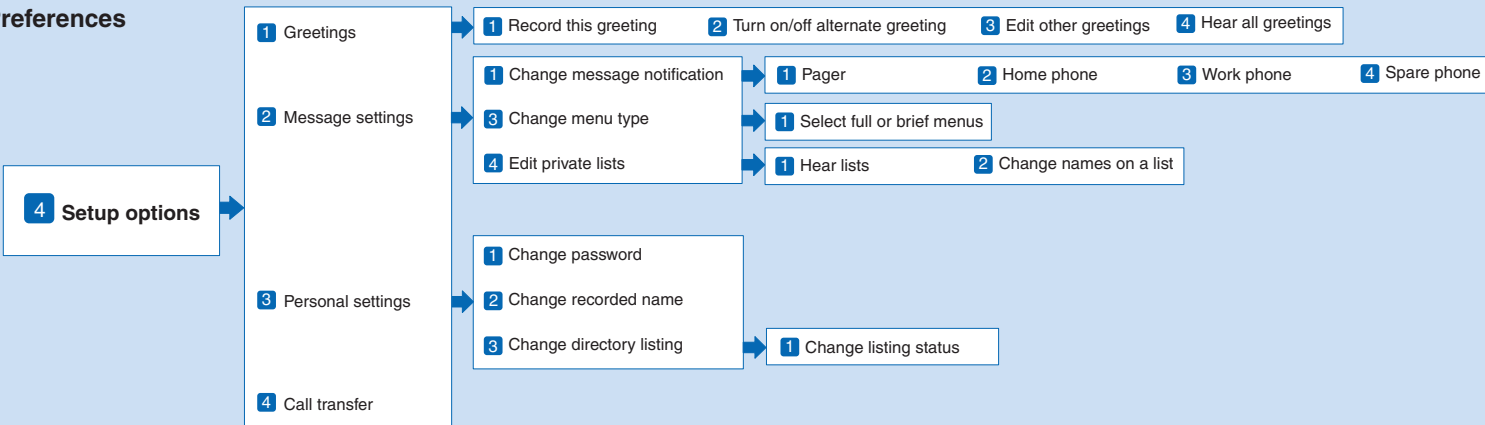 references
1 Greetings
1 Record this greeting 2 Turn on/off alternate greeting 3 Edit other greetings 4 Hear all greetings
1 Change message notification 1 Pager 2 Home phone 3 Work phone 4 Spare phone
2 Message settings
3 Change menu type 1 Select full or brief menus
4 Edit private lists 1 Hear lists 2 Change names on a list
4 Setup options
1 Change password
3 Personal settings
2 Change recorded name
3 Change directory listing 1 Change listing status
4 Call transfer